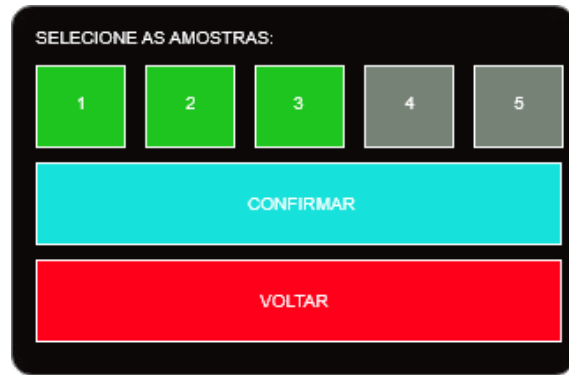 SELECIONE AS AMOSTRAS:
1 2 3 4 5
CONFIRMAR
VOLTAR